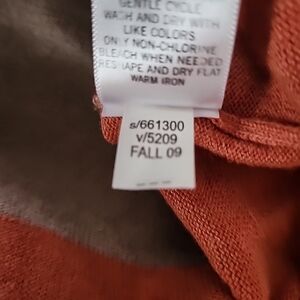 GENTLE CYCLE
WASH AND DRY WITH
LIKE COLORS
ONLY NON-CHLORINE
BLEACH WHEN NEEDED
RESHAPE AND DRY FLAT
WARM IRON
s/661300
v/5209
FALL 09